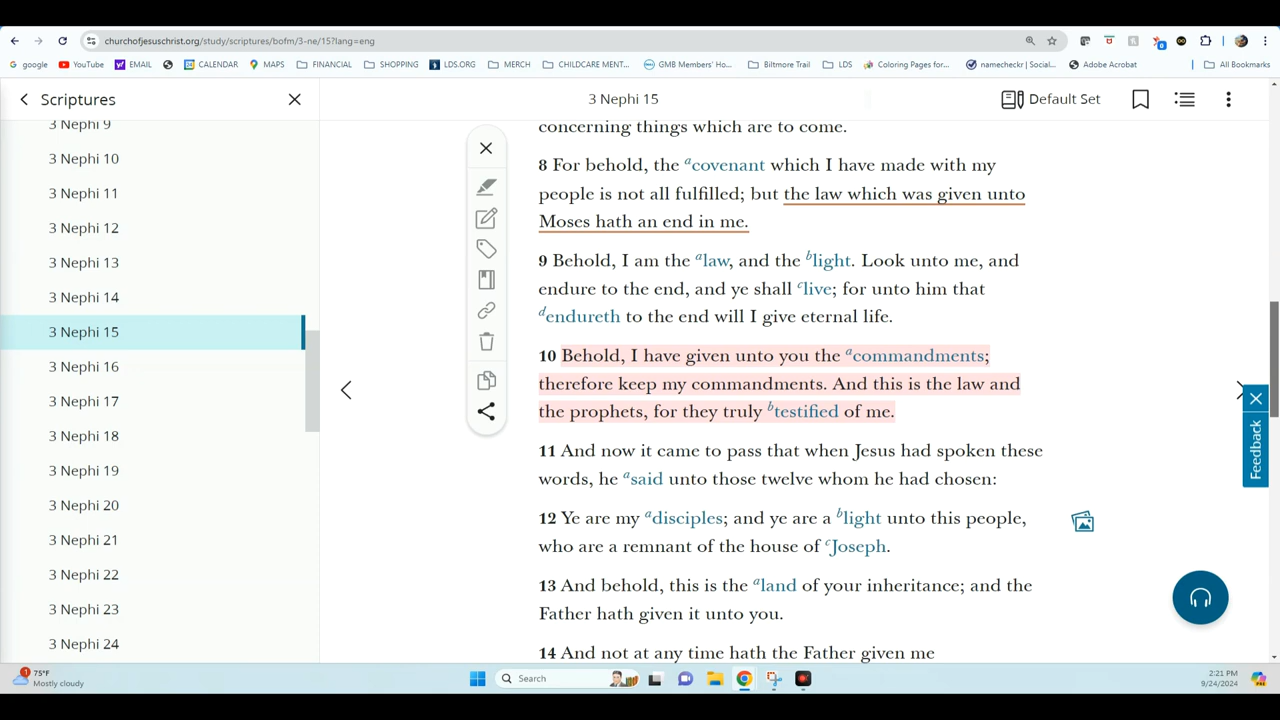 churchofjesuschrist.org/study/scriptures/bofm/3-ne/15?lang=eng
google YouTube EMAIL CALENDAR MAPS FINANCIAL SHOPPING LDS.ORG MERCH CHILDCARE MENT... GMB Members' Ho... Biltmore Trail LDS Coloring Pages for... namecheckr | Social... Adobe Acrobat All Bookmarks
Scriptures
3 Nephi 15
Default Set
3 Nephi 9
3 Nephi 10
3 Nephi 11
3 Nephi 12
3 Nephi 13
3 Nephi 14
3 Nephi 15
3 Nephi 16
3 Nephi 17
3 Nephi 18
3 Nephi 19
3 Nephi 20
3 Nephi 21
3 Nephi 22
3 Nephi 23
3 Nephi 24
concerning things which are to come.
8 For behold, the a covenant which I have made with my
people is not all fulfilled; but the law which was given unto
Moses hath an end in me.
9 Behold, I am the a law, and the b light. Look unto me, and
endure to the end, and ye shall c live; for unto him that
d endureth to the end will I give eternal life.
10 Behold, I have given unto you the a commandments;
therefore keep my commandments. And this is the law and
the prophets, for they truly b testified of me.
11 And now it came to pass that when Jesus had spoken these
words, he a said unto those twelve whom he had chosen:
12 Ye are my a disciples; and ye are a b light unto this people,
who are a remnant of the house of c Joseph.
13 And behold, this is the a land of your inheritance; and the
Father hath given it unto you.
14 And not at any time hath the Father given me
Feedback
1
75°F
Mostly cloudy
Search
2:21 PM
9/24/2024